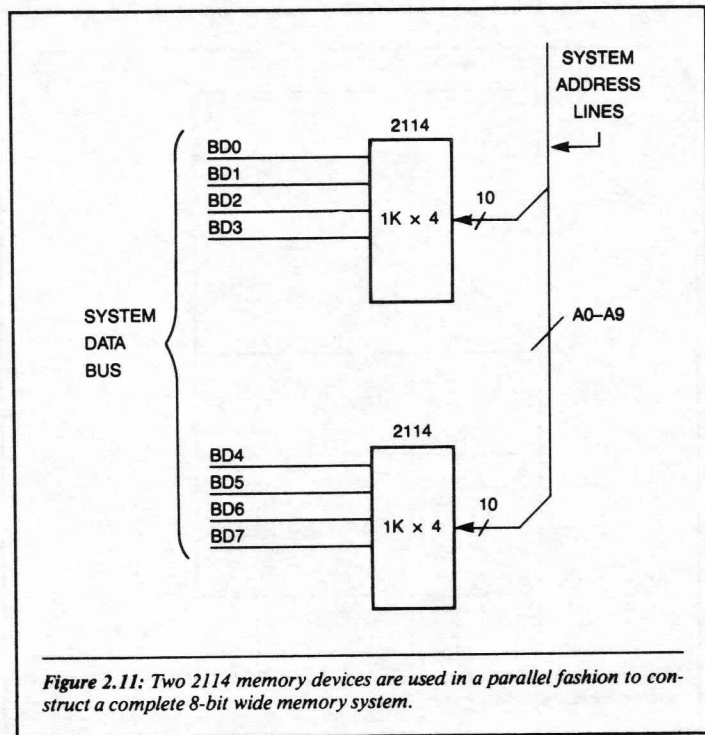 SYSTEM
ADDRESS
LINES
2114
BD0
BD1
BD2
BD3
1K × 4
10
SYSTEM
DATA
BUS
A0–A9
2114
BD4
BD5
BD6
BD7
1K × 4
10
Figure 2.11: Two 2114 memory devices are used in a parallel fashion to con-
struct a complete 8-bit wide memory system.